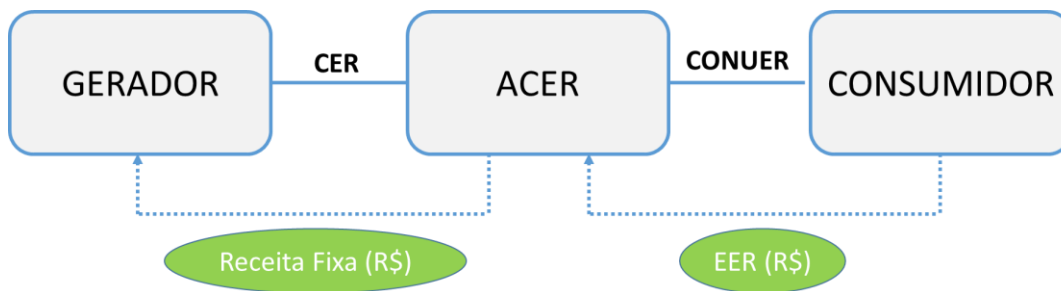 GERADOR
CER
ACER
CONUER
CONSUMIDOR
Receita Fixa (R$)
EER (R$)